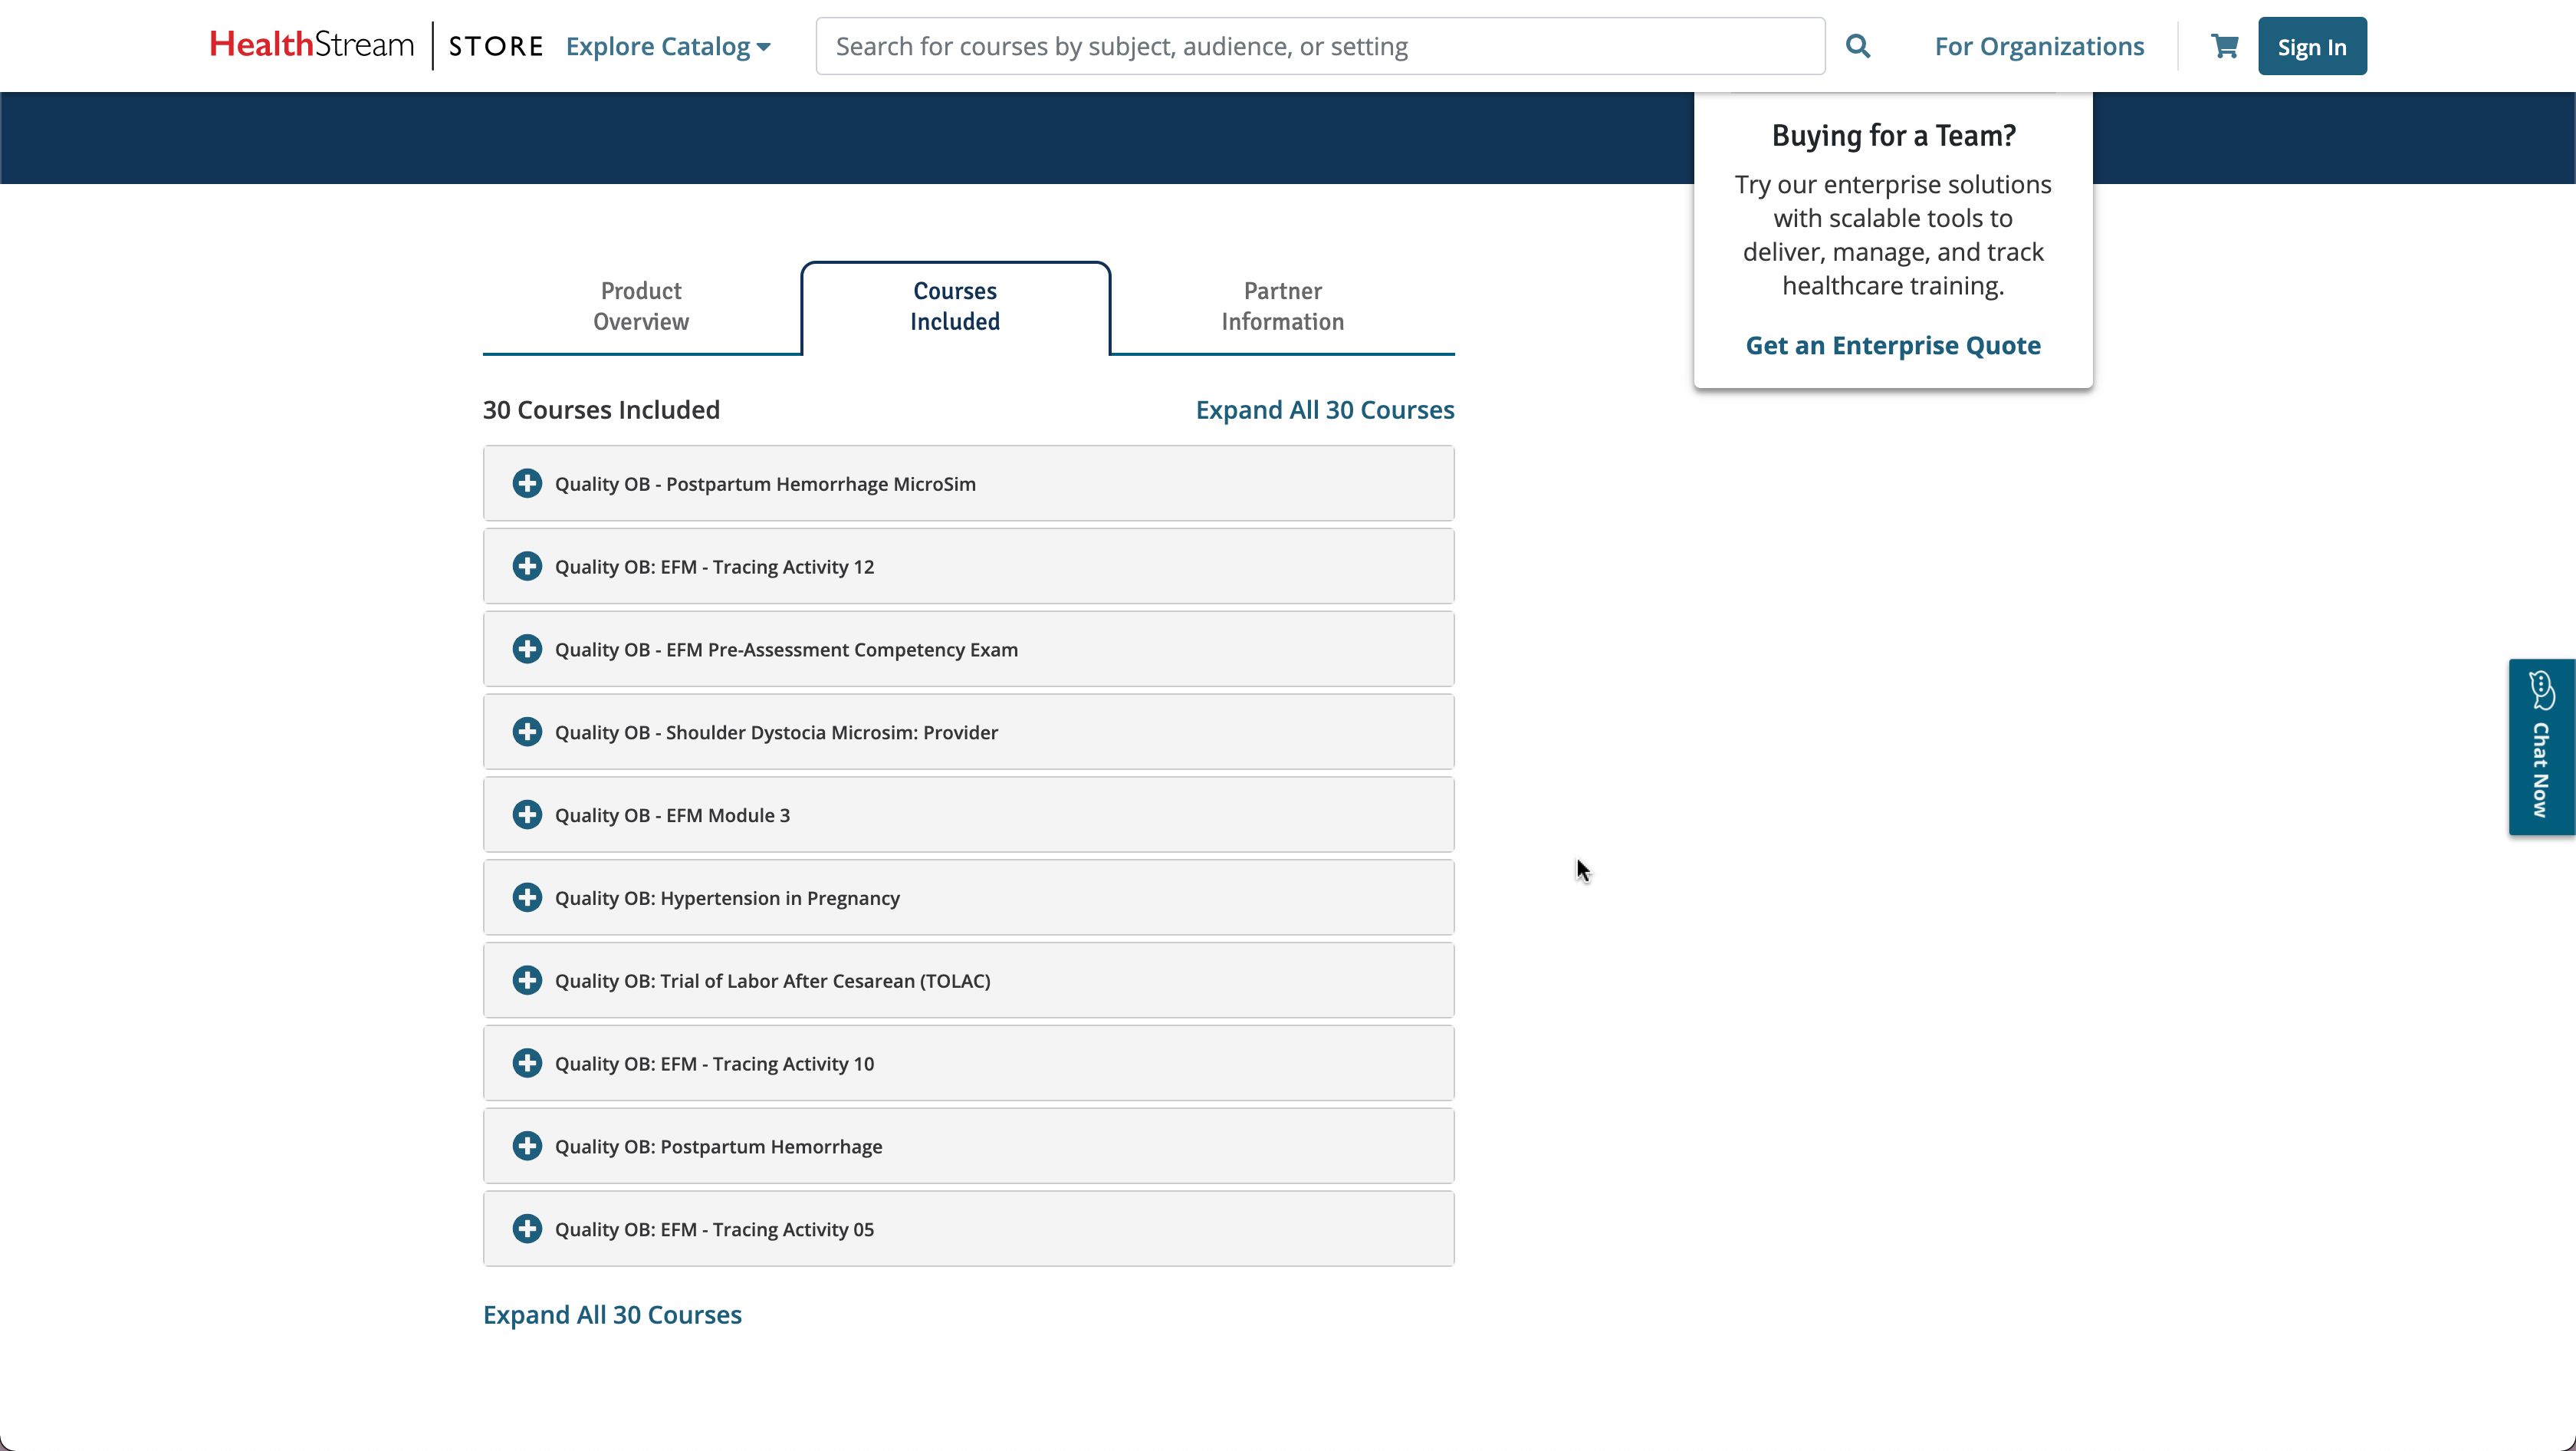 HealthStream STORE Explore Catalog Search for courses by subject, audience, or setting For Organizations Sign In
Buying for a Team?
Try our enterprise solutions
with scalable tools to
deliver, manage, and track
healthcare training.
Get an Enterprise Quote
Product
Overview
Courses
Included
Partner
Information
30 Courses Included Expand All 30 Courses
Quality OB - Postpartum Hemorrhage MicroSim
Quality OB: EFM - Tracing Activity 12
Quality OB - EFM Pre-Assessment Competency Exam
Quality OB - Shoulder Dystocia Microsim: Provider
Quality OB - EFM Module 3
Quality OB: Hypertension in Pregnancy
Quality OB: Trial of Labor After Cesarean (TOLAC)
Quality OB: EFM - Tracing Activity 10
Quality OB: Postpartum Hemorrhage
Quality OB: EFM - Tracing Activity 05
Expand All 30 Courses
Chat Now